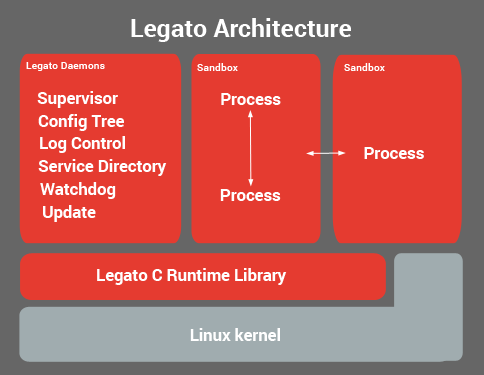 Legato Architecture
Legato Daemons
Supervisor
Config Tree
Log Control
Service Directory
Watchdog
Update
Sandbox
Process
Process
Sandbox
Process
Legato C Runtime Library
Linux kernel